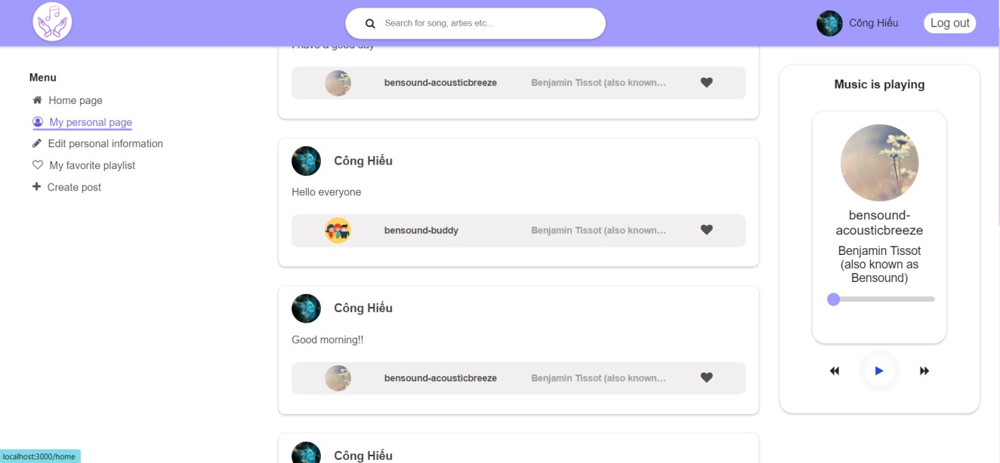 Search for song, arties etc...
Công Hiếu
Log out
Menu
Home page
My personal page
Edit personal information
My favorite playlist
Create post
I have a good day
bensound-acousticbreeze
Benjamin Tissot (also known...
Công Hiếu
Hello everyone
bensound-buddy
Benjamin Tissot (also known...
Công Hiếu
Good morning!!
bensound-acousticbreeze
Benjamin Tissot (also known...
Công Hiếu
Music is playing
bensound-
acousticbreeze
Benjamin Tissot
(also known as
Bensound)
localhost:3000/home